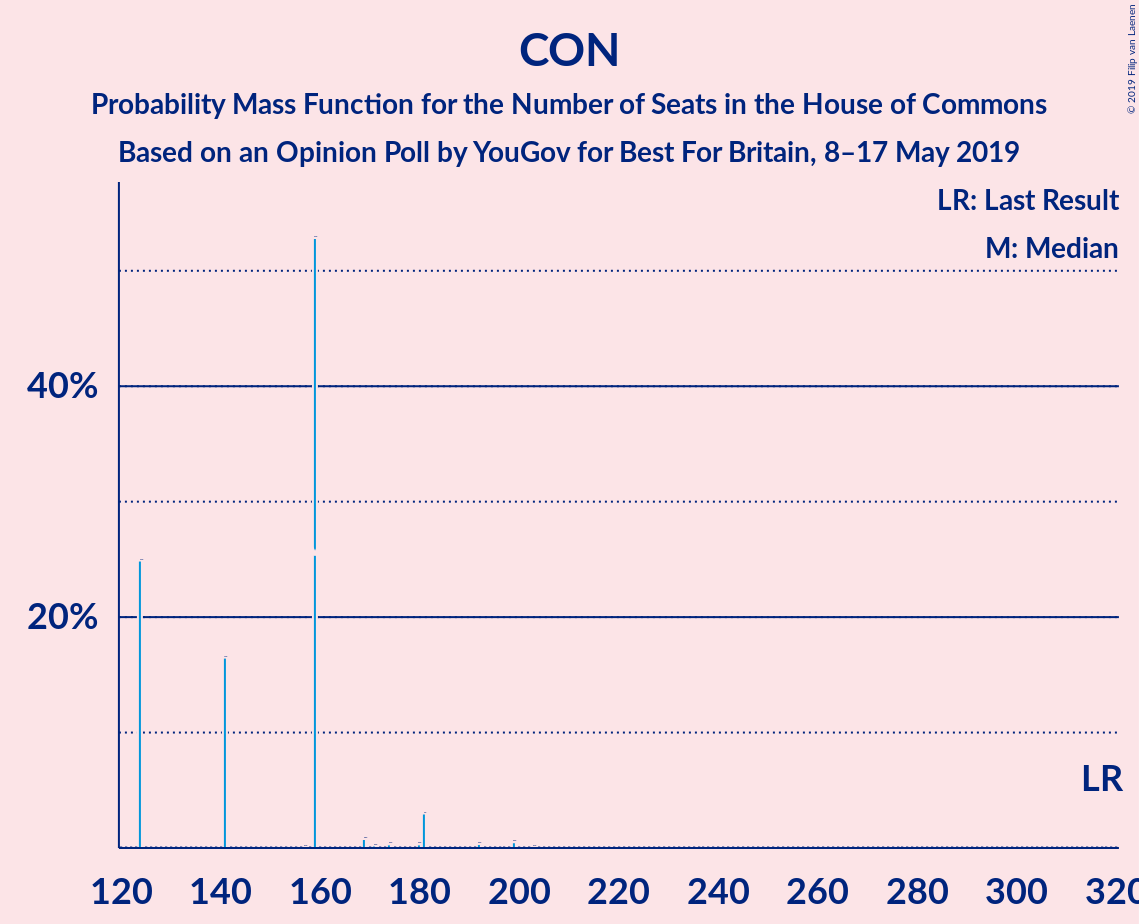 CON
Probability Mass Function for the Number of Seats in the House of Commons
Based on an Opinion Poll by YouGov for Best For Britain, 8–17 May 2019
© 2019 Filip van Laenen
LR: Last Result
M: Median
40%
20%
LR
120 140 160 180 200 220 240 260 280 300 320